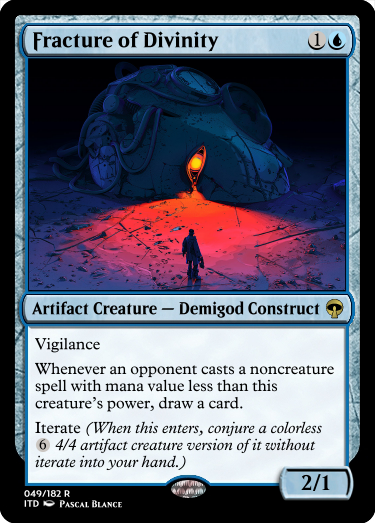 Fracture of Divinity 1
Artifact Creature — Demigod Construct
Vigilance
Whenever an opponent casts a noncreature
spell with mana value less than this
creature's power, draw a card.
Iterate (When this enters, conjure a colorless
6 4/4 artifact creature version of it without
iterate into your hand.)
2/1
049/182 R
ITD Pascal Blance